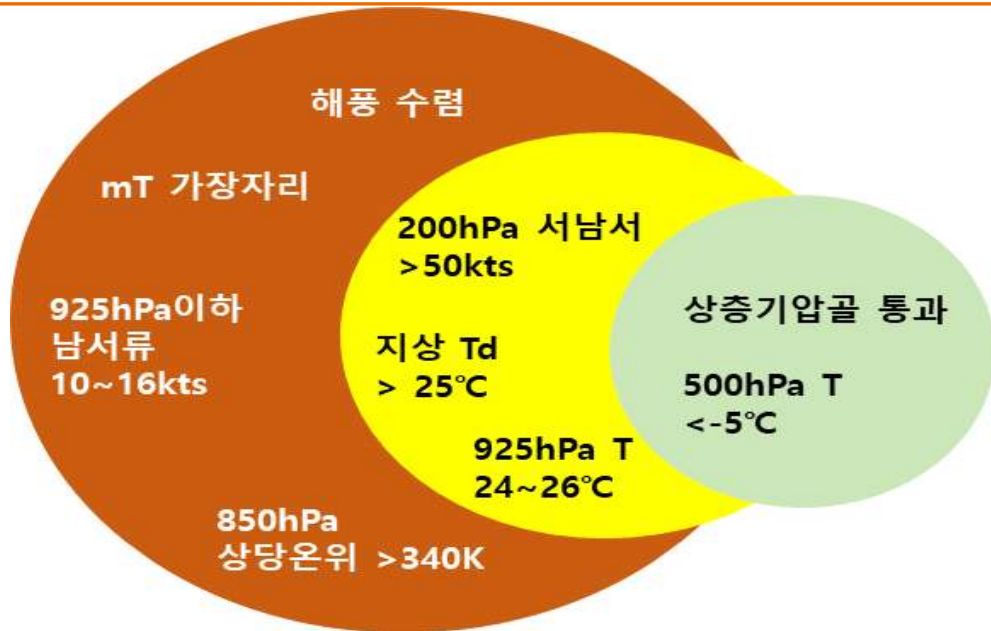 해풍 수렴
mT 가장자리
200hPa 서남서
>50kts
925hPa이하
남서류
10~16kts
상층기압골 통과
지상 Td
> 25℃
500hPa T
<-5℃
925hPa T
24~26℃
850hPa
상당온위 >340K